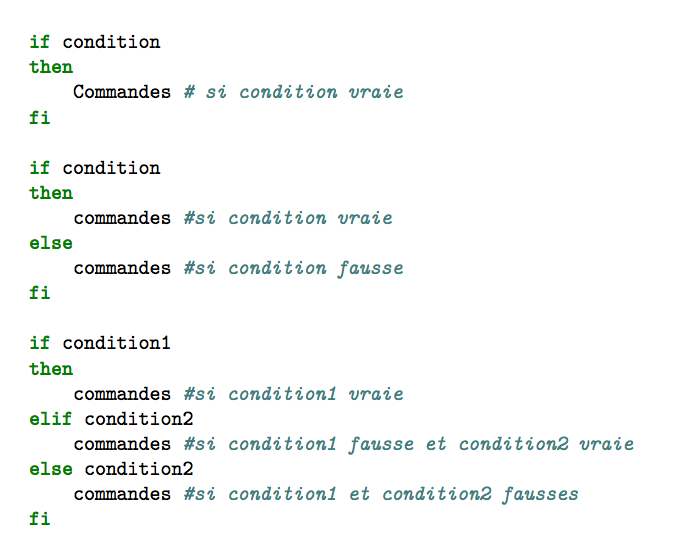 if condition
then
    Commandes # si condition vraie
fi

if condition
then
    commandes #si condition vraie
else
    commandes #si condition fausse
fi

if condition1
then
    commandes #si condition1 vraie
elif condition2
    commandes #si condition1 fausse et condition2 vraie
else condition2
    commandes #si condition1 et condition2 fausses
fi